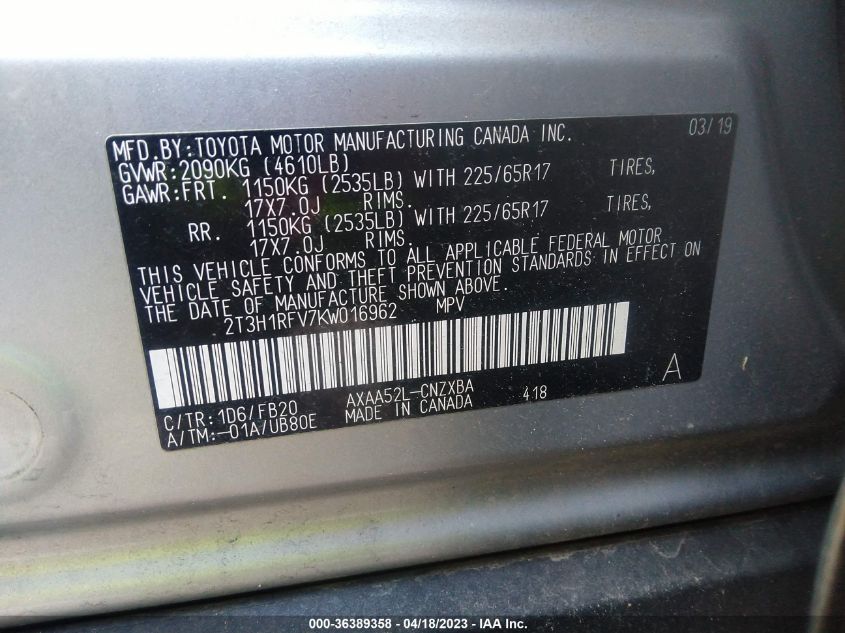 MFD.BY:TOYOTA MOTOR MANUFACTURING CANADA INC. 03/19
GVWR:2090KG (4610LB)
GAWR:FRT. 1150KG (2535LB) WITH 225/65R17 TIRES,
17X7.0J RIMS.
RR. 1150KG (2535LB) WITH 225/65R17 TIRES,
17X7.0J RIMS.
THIS VEHICLE CONFORMS TO ALL APPLICABLE FEDERAL MOTOR
VEHICLE SAFETY AND THEFT PREVENTION STANDARDS IN EFFECT ON
THE DATE OF MANUFACTURE SHOWN ABOVE.
2T3H1RFV7KW016962 MPV
A
C/TR:1D6/FB20 AXAA52L-CNZXBA 418
A/TM:-01A/UB80E MADE IN CANADA
000-36389358 - 04/18/2023 - IAA Inc.